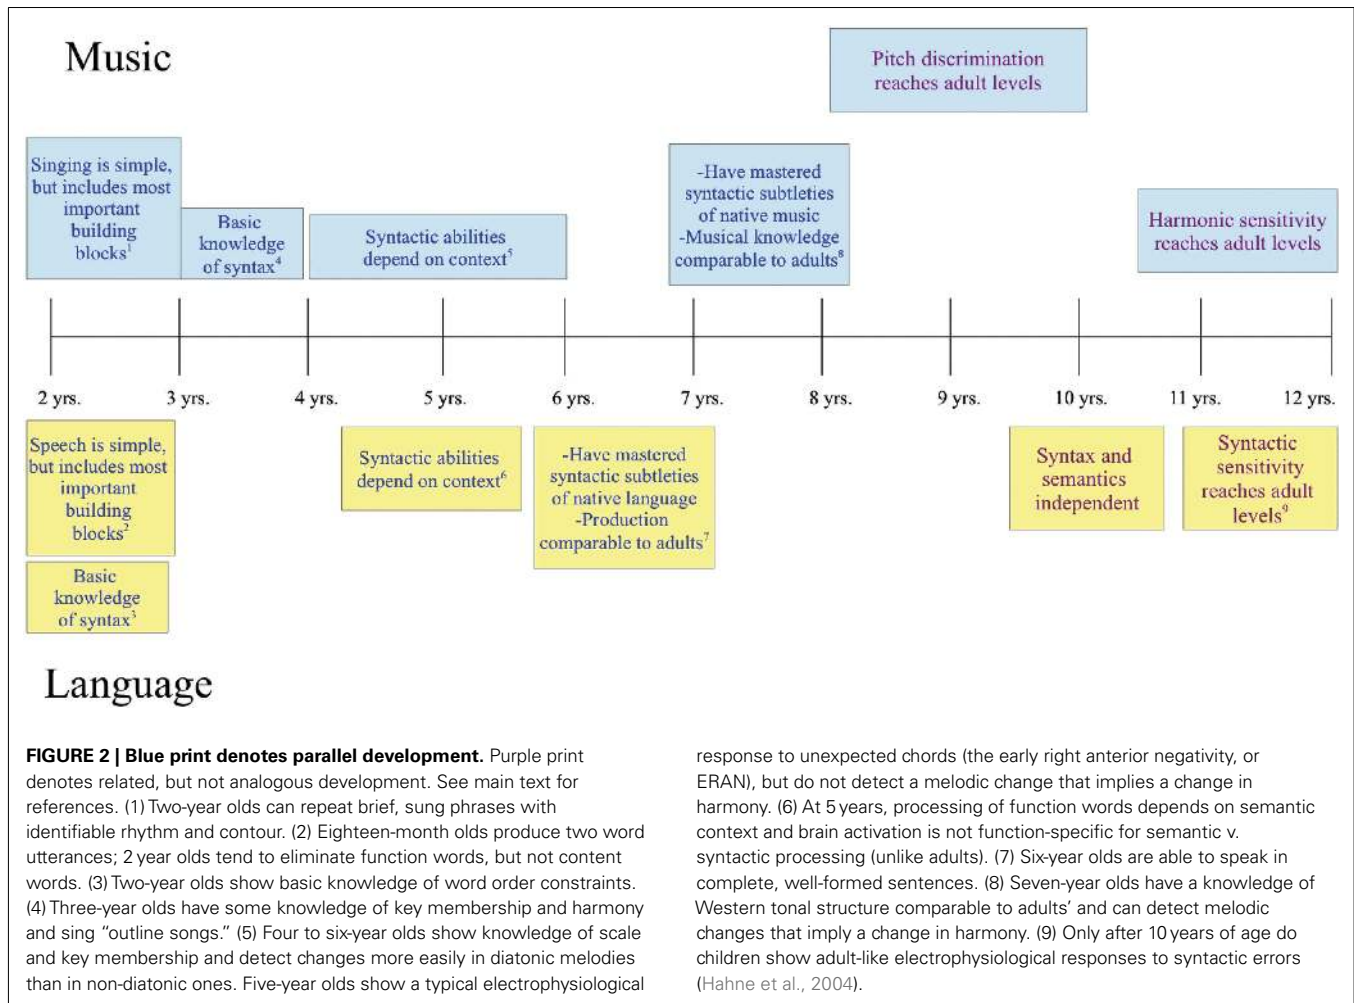 Music
Pitch discrimination
reaches adult levels
Singing is simple,
but includes most
important
building
blocks1
Basic
knowledge
of syntax4
Syntactic abilities
depend on context5
-Have mastered
syntactic subtleties
of native music
-Musical knowledge
comparable to adults8
Harmonic sensitivity
reaches adult levels
2 yrs. 3 yrs. 4 yrs. 5 yrs. 6 yrs. 7 yrs. 8 yrs. 9 yrs. 10 yrs. 11 yrs. 12 yrs.
Speech is simple,
but includes most
important
building
blocks2
Basic
knowledge
of syntax3
Syntactic abilities
depend on context6
-Have mastered
syntactic subtleties
of native language
-Production
comparable to adults7
Syntax and
semantics
independent
Syntactic
sensitivity
reaches adult
levels9
Language
FIGURE 2 | Blue print denotes parallel development. Purple print
denotes related, but not analogous development. See main text for
references. (1) Two-year olds can repeat brief, sung phrases with
identifiable rhythm and contour. (2) Eighteen-month olds produce two word
utterances; 2 year olds tend to eliminate function words, but not content
words. (3) Two-year olds show basic knowledge of word order constraints.
(4) Three-year olds have some knowledge of key membership and harmony
and sing “outline songs.” (5) Four to six-year olds show knowledge of scale
and key membership and detect changes more easily in diatonic melodies
than in non-diatonic ones. Five-year olds show a typical electrophysiological
response to unexpected chords (the early right anterior negativity, or
ERAN), but do not detect a melodic change that implies a change in
harmony. (6) At 5 years, processing of function words depends on semantic
context and brain activation is not function-specific for semantic v.
syntactic processing (unlike adults). (7) Six-year olds are able to speak in
complete, well-formed sentences. (8) Seven-year olds have a knowledge of
Western tonal structure comparable to adults’ and can detect melodic
changes that imply a change in harmony. (9) Only after 10 years of age do
children show adult-like electrophysiological responses to syntactic errors
(Hahne et al., 2004).